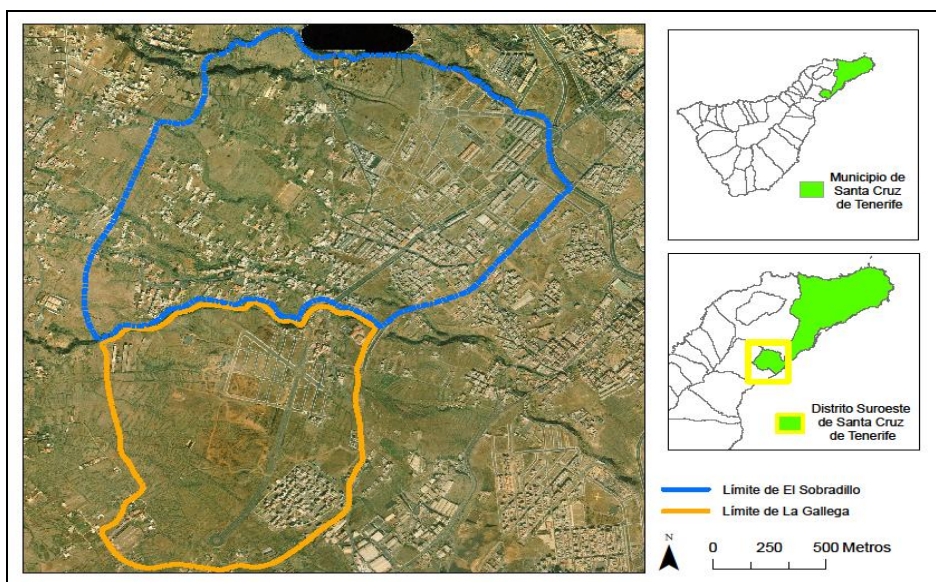 Municipio de
Santa Cruz
de Tenerife
Distrito Suroeste
de Santa Cruz
de Tenerife
Límite de El Sobradillo
Límite de La Gallega
N
0 250 500 Metros